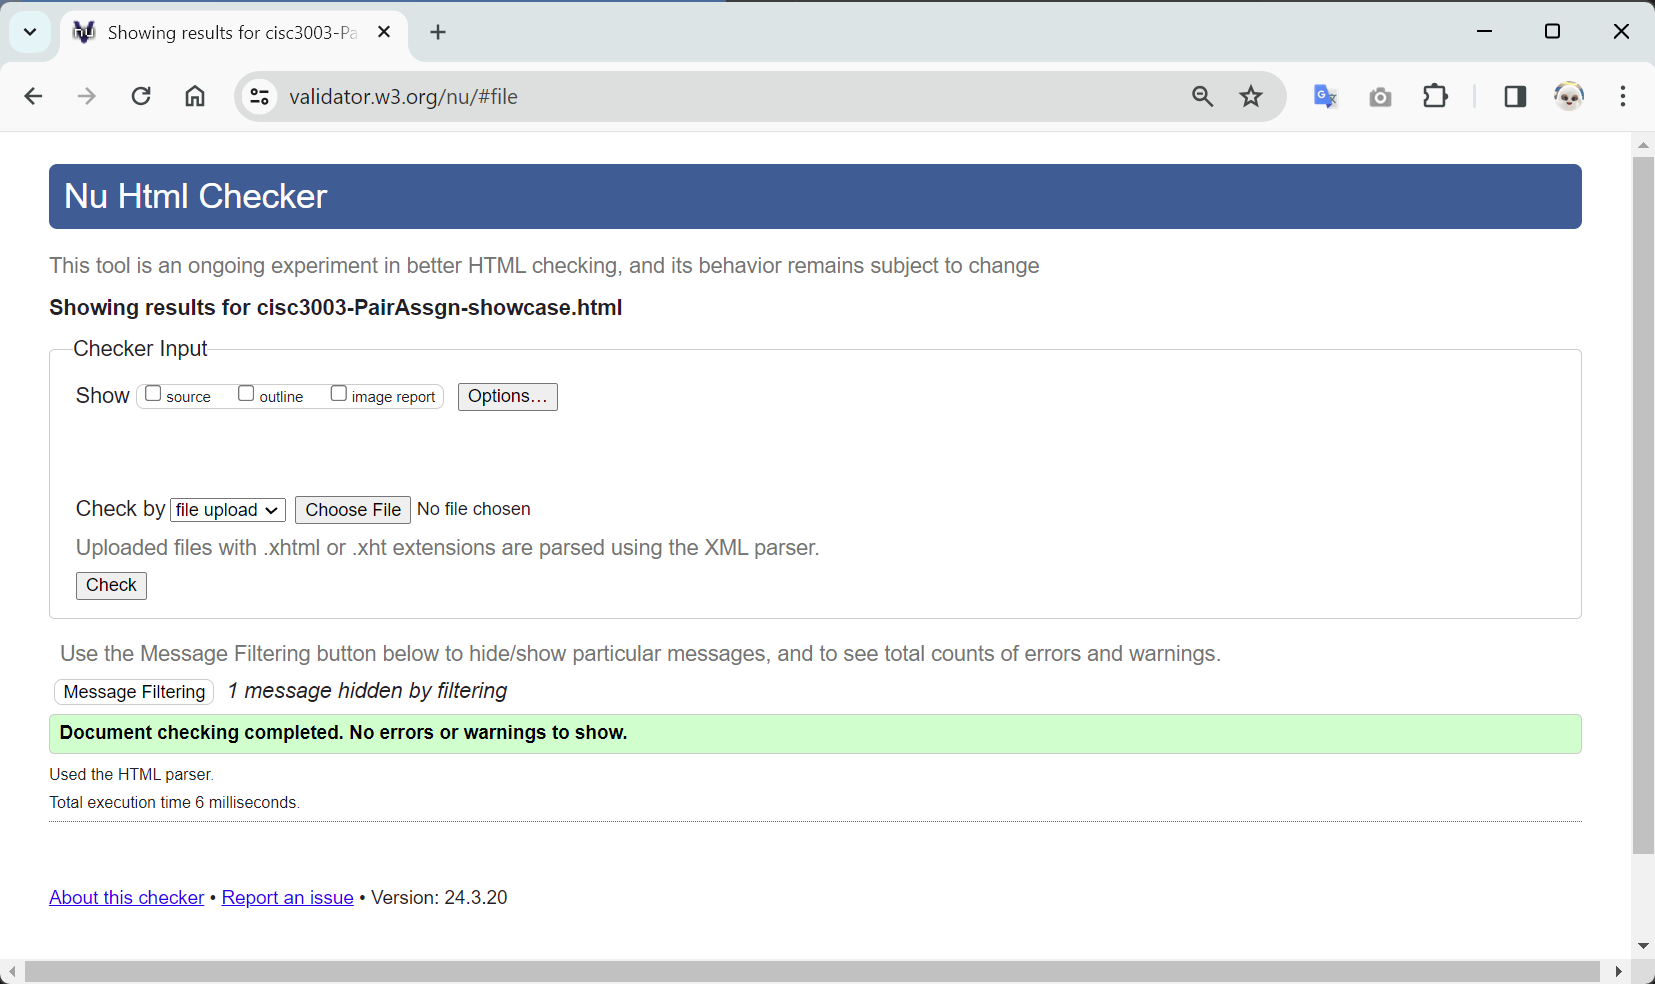 Showing results for cisc3003-Pa
validator.w3.org/nu/#file
Nu Html Checker
This tool is an ongoing experiment in better HTML checking, and its behavior remains subject to change
Showing results for cisc3003-PairAssgn-showcase.html
Checker Input
Show source outline image report Options...
Check by file upload Choose File No file chosen
Uploaded files with .xhtml or .xht extensions are parsed using the XML parser.
Check
Use the Message Filtering button below to hide/show particular messages, and to see total counts of errors and warnings.
Message Filtering 1 message hidden by filtering
Document checking completed. No errors or warnings to show.
Used the HTML parser.
Total execution time 6 milliseconds.
About this checker • Report an issue • Version: 24.3.20